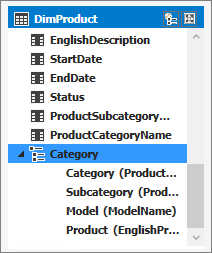 DimProduct
EnglishDescription
StartDate
EndDate
Status
ProductSubcategory...
ProductCategoryName
Category
Category (Product...
Subcategory (Prod...
Model (ModelName)
Product (EnglishPr...